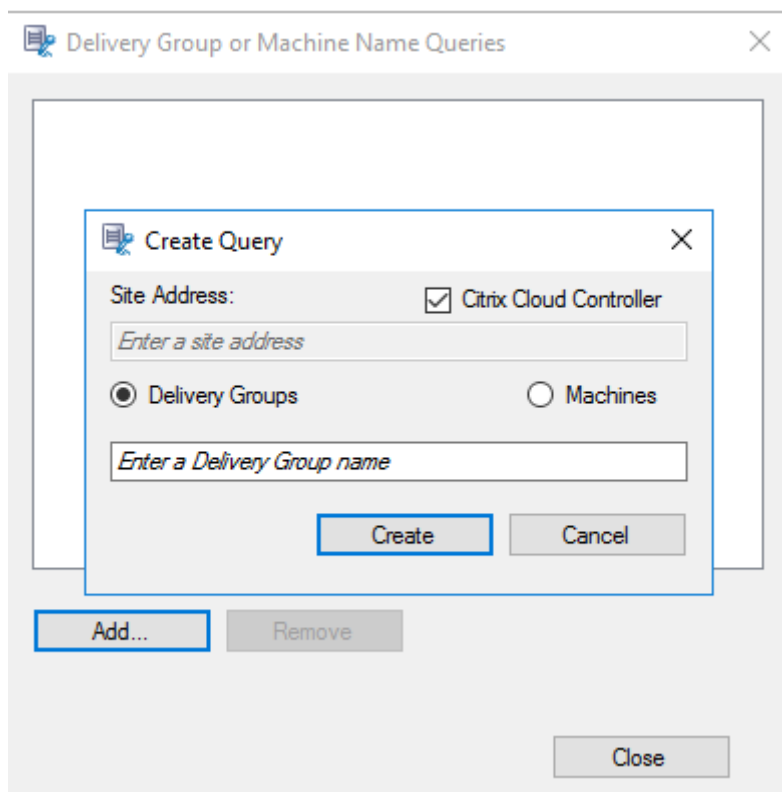 Delivery Group or Machine Name Queries
Create Query
Site Address:
Citrix Cloud Controller
Enter a site address
Delivery Groups
Machines
Enter a Delivery Group name
Create
Cancel
Add...
Remove
Close